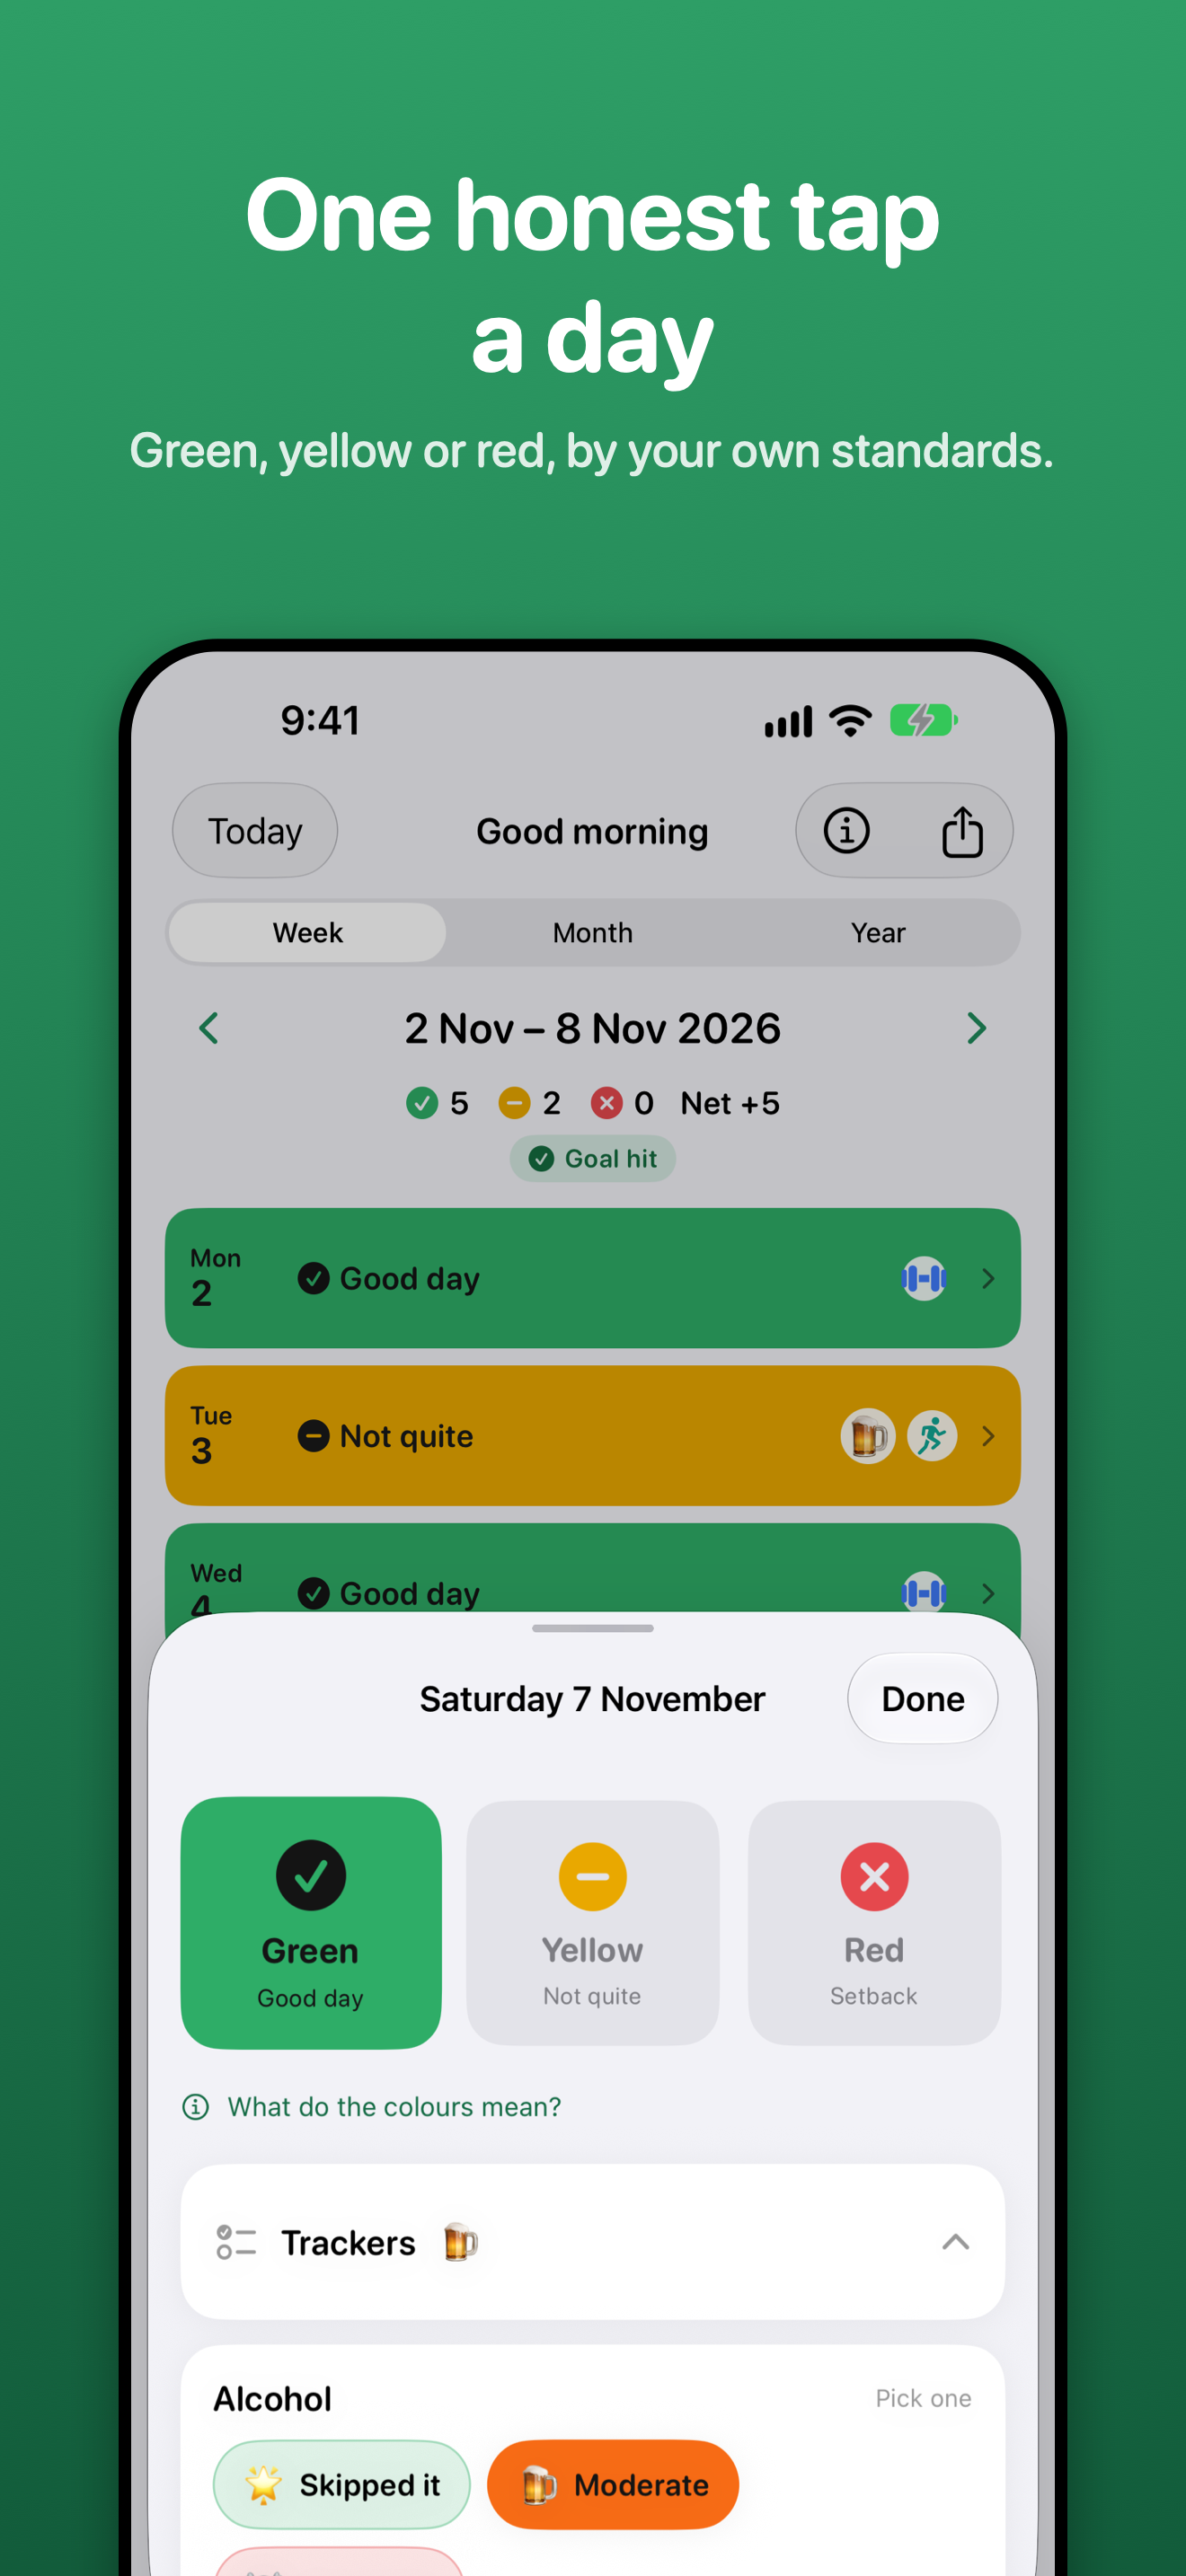 One honest tap
a day
Green, yellow or red, by your own standards.
9:41
Today
Good morning
Week
Month
Year
2 Nov – 8 Nov 2026
5 2 0 Net +5
Goal hit
Mon
2
Good day
Tue
3
Not quite
Wed
4
Good day
Saturday 7 November
Done
Green
Good day
Yellow
Not quite
Red
Setback
What do the colours mean?
Trackers
Alcohol
Pick one
Skipped it
Moderate